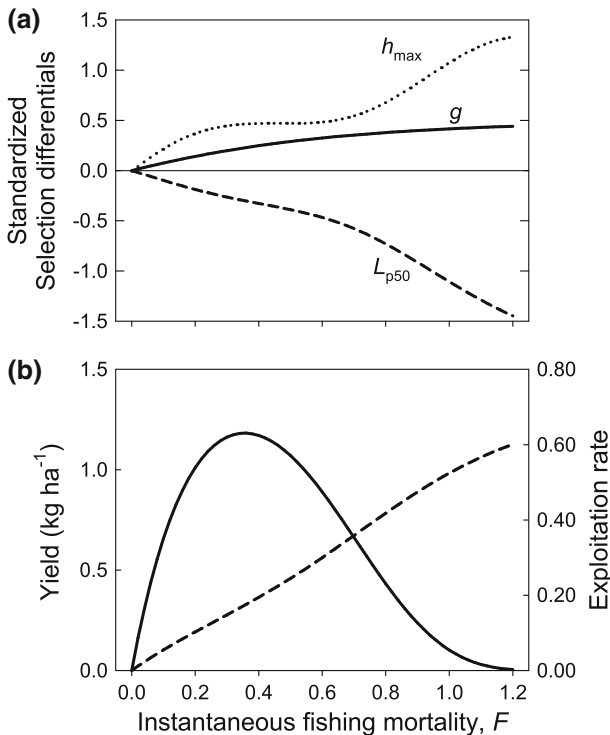 (a)
1.5
1.0
0.5
0.0
-0.5
-1.0
-1.5
Standardized
Selection differentials
hmax
g
Lp50
(b)
1.5
1.0
0.5
0.0
Yield (kg ha⁻¹)
0.80
0.60
0.40
0.20
0.00
Exploitation rate
0.0 0.2 0.4 0.6 0.8 1.0 1.2
Instantaneous fishing mortality, F